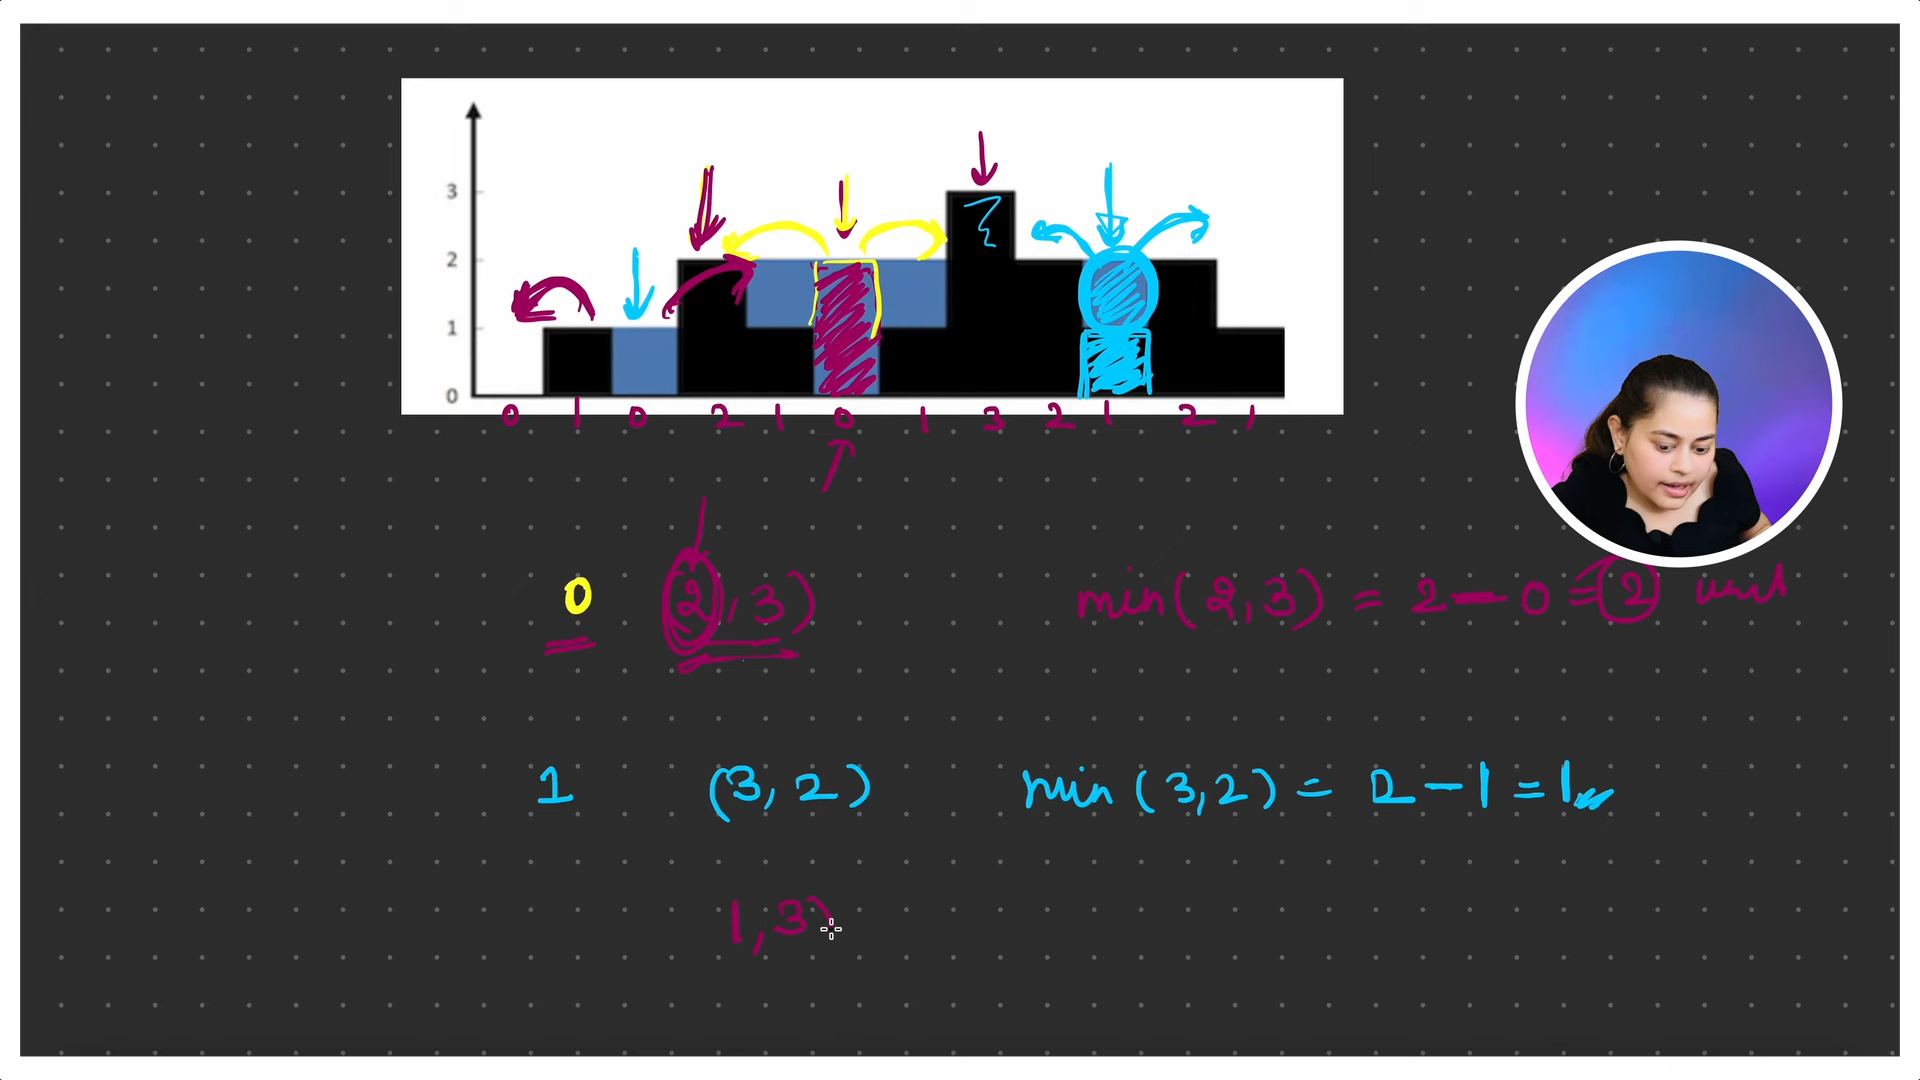 3
2
1
0
0 1 0 2 1 0 1 3 2 1 2 1
0 2, 3) min(2,3) = 2 - 0 = 2 unit
1 (3, 2) min (3,2) = 2 - 1 = 1
1, 3)